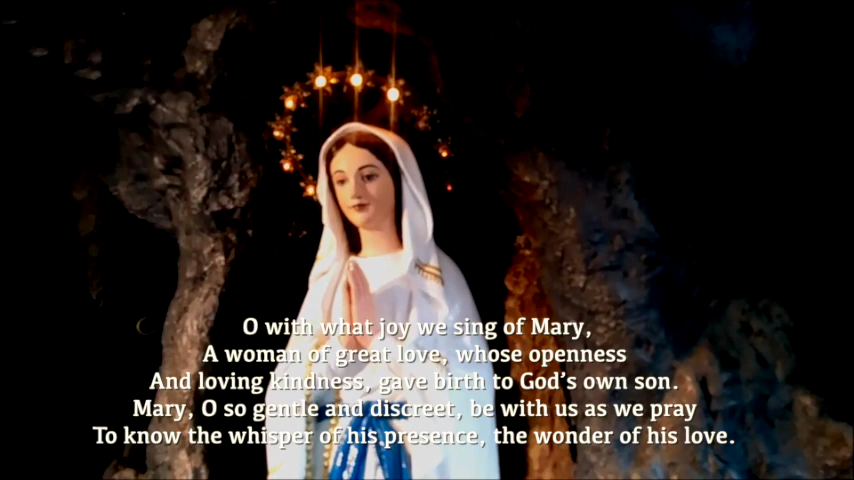 O with what joy we sing of Mary,
A woman of great love, whose openness
And loving kindness, gave birth to God's own son.
Mary, O so gentle and discreet, be with us as we pray
To know the whisper of his presence, the wonder of his love.